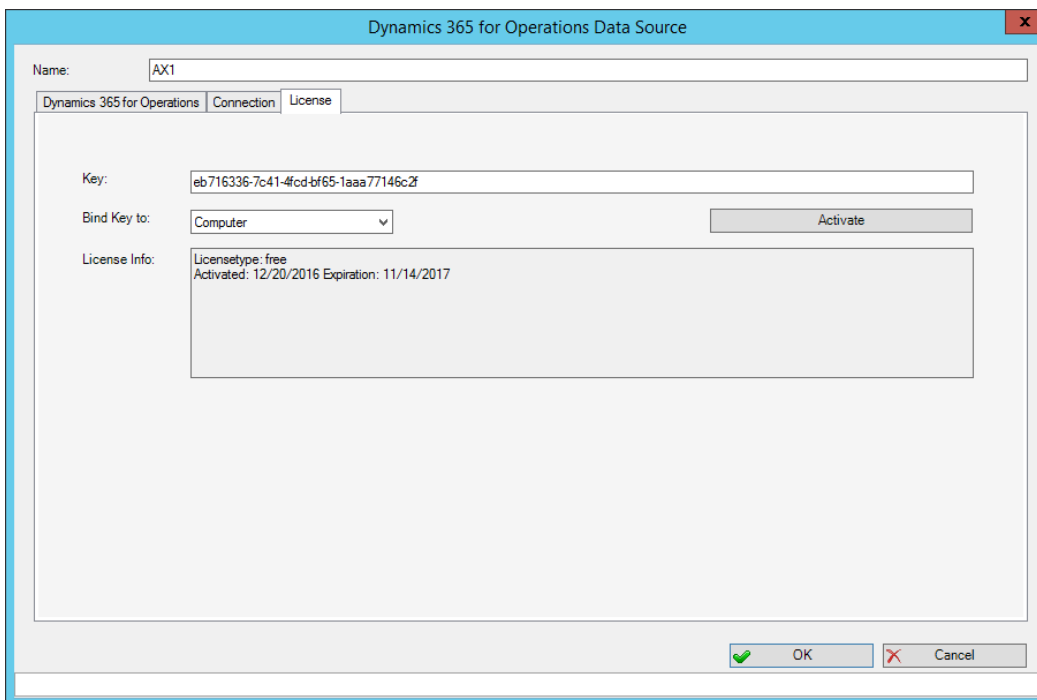 Dynamics 365 for Operations Data Source
x
Name: AX1
Dynamics 365 for Operations Connection License
Key: eb716336-7c41-4fcd-bf65-1aaa77146c2f
Bind Key to: Computer Activate
License Info: Licensetype: free
Activated: 12/20/2016 Expiration: 11/14/2017
OK Cancel